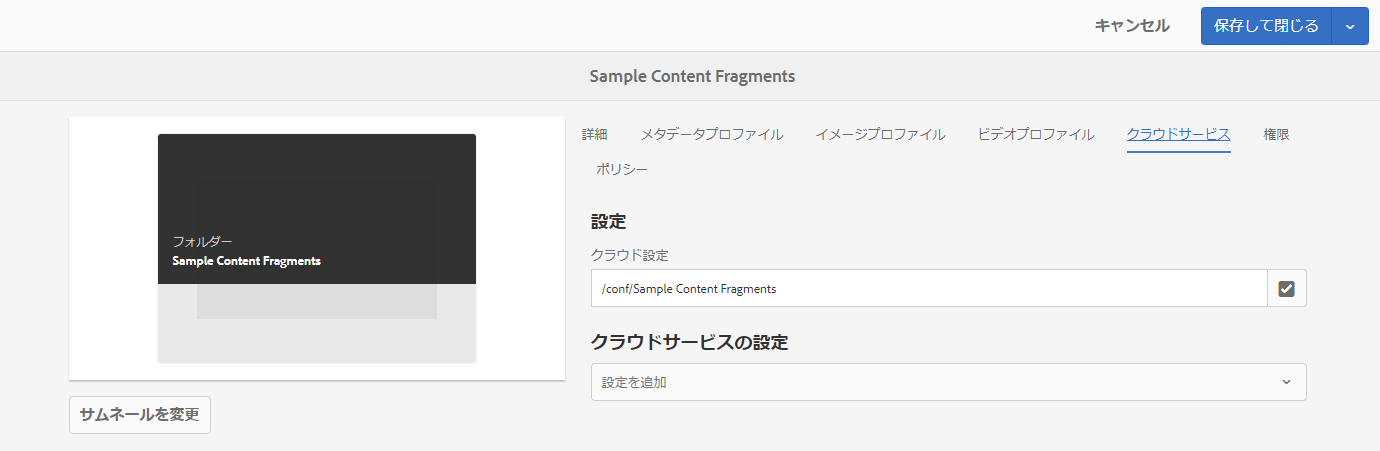 キャンセル
保存して閉じる
Sample Content Fragments
詳細 メタデータプロファイル イメージプロファイル ビデオプロファイル クラウドサービス 権限
ポリシー
フォルダー
Sample Content Fragments
サムネールを変更
設定
クラウド設定
/conf/Sample Content Fragments
クラウドサービスの設定
設定を追加